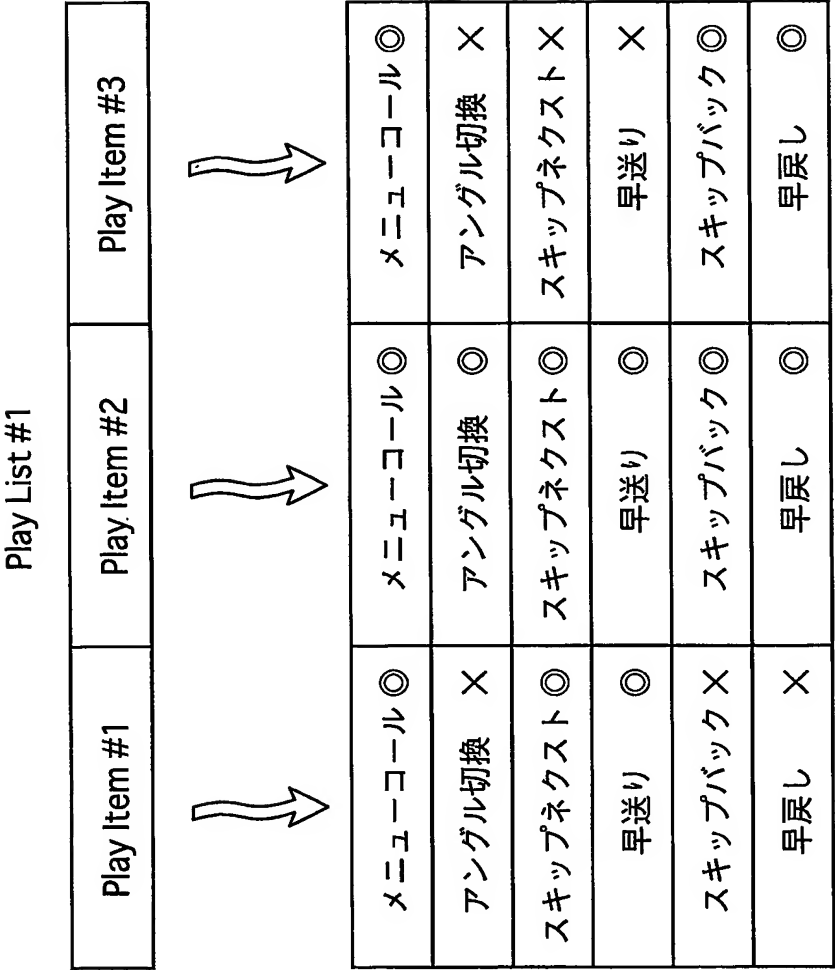 Play List #1
Play Item #1
Play Item #2
Play Item #3
メニューコール ◎
メニューコール ◎
メニューコール ◎
アングル切換 ×
アングル切換 ◎
アングル切換 ×
スキップネクスト ◎
スキップネクスト ◎
スキップネクスト ×
早送り ◎
早送り ◎
早送り ×
スキップバック ×
スキップバック ◎
スキップバック ◎
早戻し ×
早戻し ◎
早戻し ◎